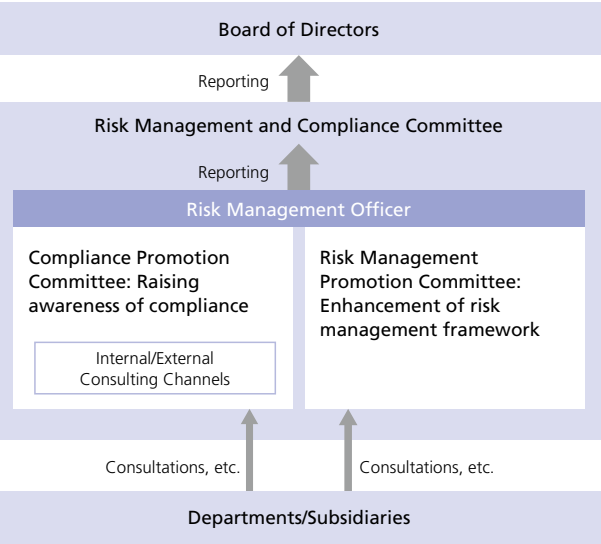 Board of Directors
Reporting
Risk Management and Compliance Committee
Reporting
Risk Management Officer
Compliance Promotion
Committee: Raising
awareness of compliance
Internal/External
Consulting Channels
Risk Management
Promotion Committee:
Enhancement of risk
management framework
Consultations, etc.
Consultations, etc.
Departments/Subsidiaries